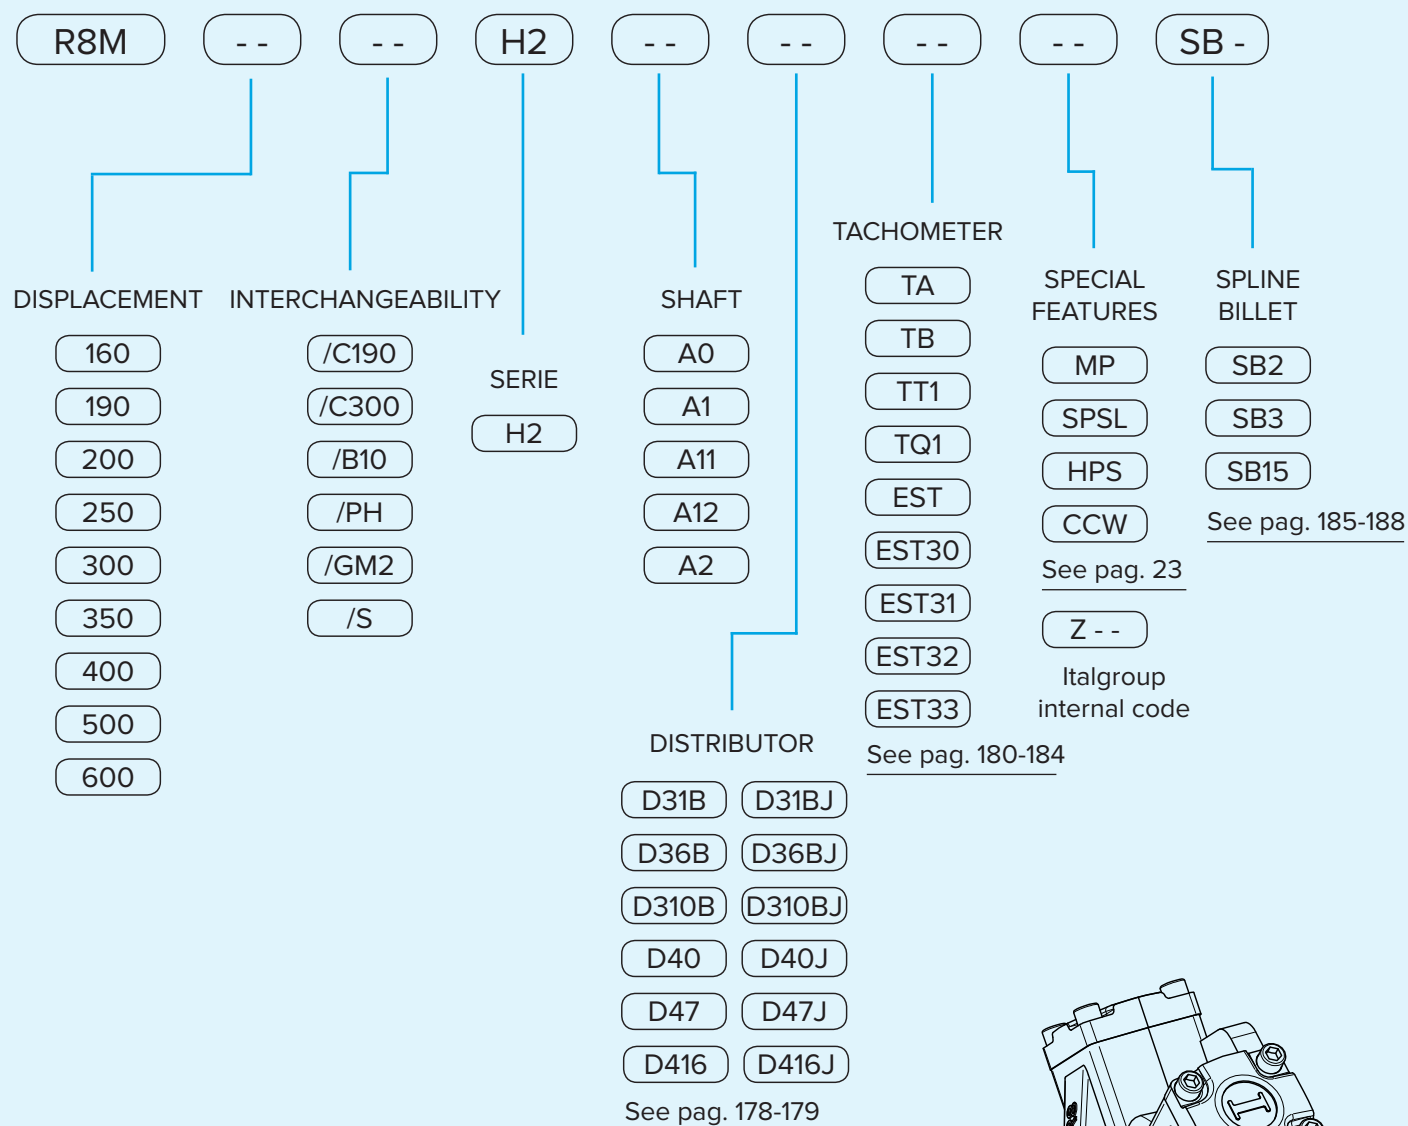 R8M
- -
- -
H2
- -
- -
- -
- -
SB -
DISPLACEMENT
160
190
200
250
300
350
400
500
600
INTERCHANGEABILITY
/C190
/C300
/B10
/PH
/GM2
/S
SERIE
H2
SHAFT
A0
A1
A11
A12
A2
DISTRIBUTOR
D31B D31BJ
D36B D36BJ
D310B D310BJ
D40 D40J
D47 D47J
D416 D416J
See pag. 178-179
TACHOMETER
TA
TB
TT1
TQ1
EST
EST30
EST31
EST32
EST33
See pag. 180-184
SPECIAL
FEATURES
MP
SPSL
HPS
CCW
See pag. 23
Z - -
Italgroup
internal code
SPLINE
BILLET
SB2
SB3
SB15
See pag. 185-188